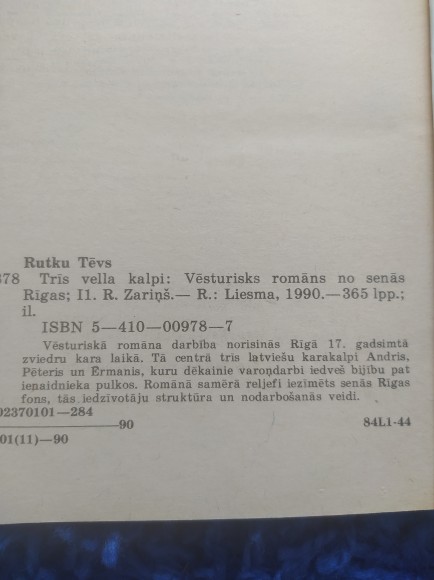 Rutku Tēvs
378 Trīs vella kalpi: Vēsturisks romāns no senās
Rīgas; Il. R. Zariņš.— R.: Liesma, 1990.—365 lpp.;
il.
ISBN 5—410—00978—7
Vēsturiskā romāna darbība norisinās Rīgā 17. gadsimtā
zviedru kara laikā. Tā centrā trīs latviešu karakalpi Andris,
Pēteris un Ērmanis, kuru dēkainie varoņdarbi iedveš bijību pat
ienaidnieka pulkos. Romānā samērā reljefi iezīmēts senās Rīgas
fons, tās iedzīvotāju struktūra un nodarbošanās veidi.
02370101—284
—90 84L1-44
01(11)—90